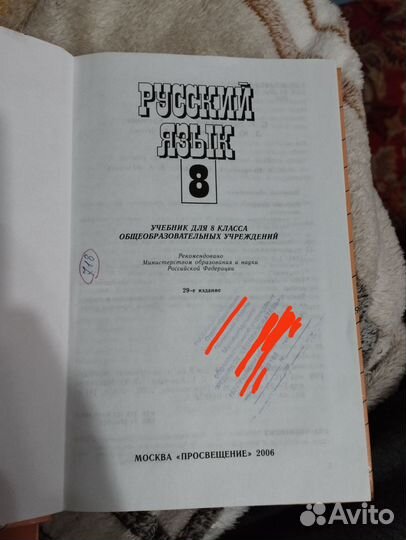 РУССКИЙ
ЯЗЫК
8
УЧЕБНИК ДЛЯ 8 КЛАССА
ОБЩЕОБРАЗОВАТЕЛЬНЫХ УЧРЕЖДЕНИЙ
Рекомендовано
Министерством образования и науки
Российской Федерации
718
29-е издание
МОСКВА «ПРОСВЕЩЕНИЕ» 2006
Avito